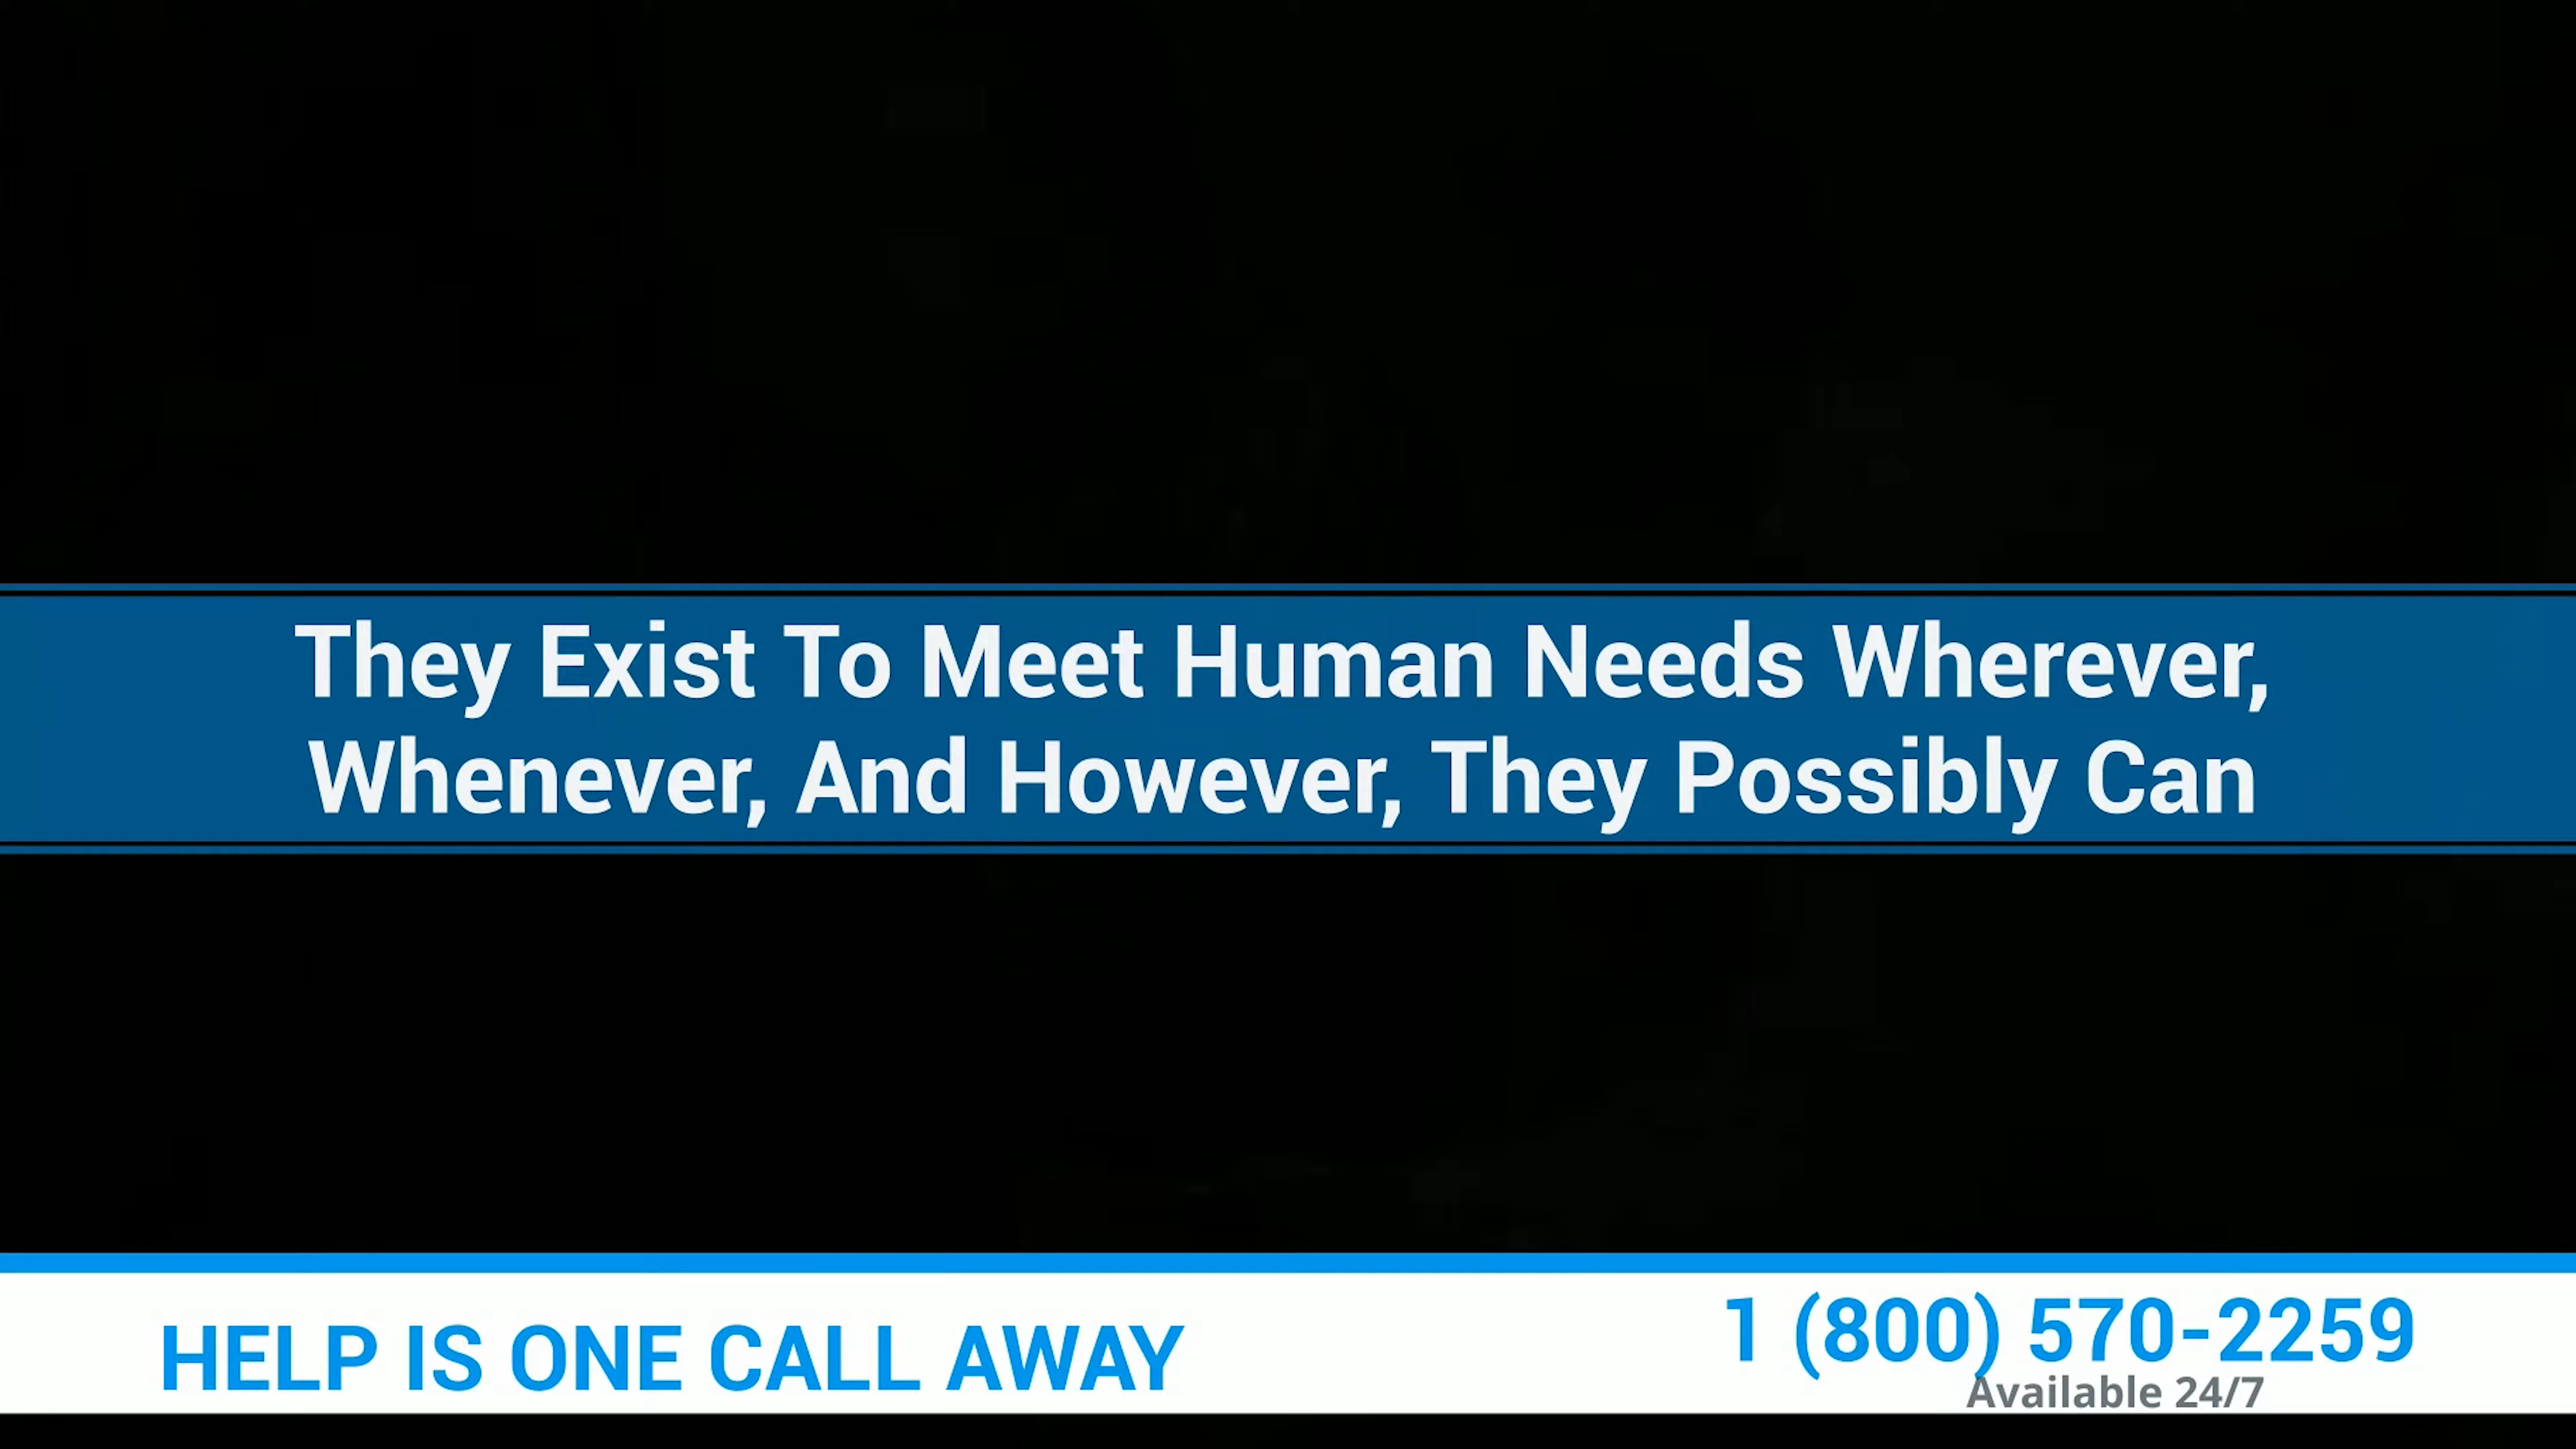 They Exist To Meet Human Needs Wherever,
Whenever, And However, They Possibly Can
HELP IS ONE CALL AWAY
1 (800) 570-2259
Available 24/7